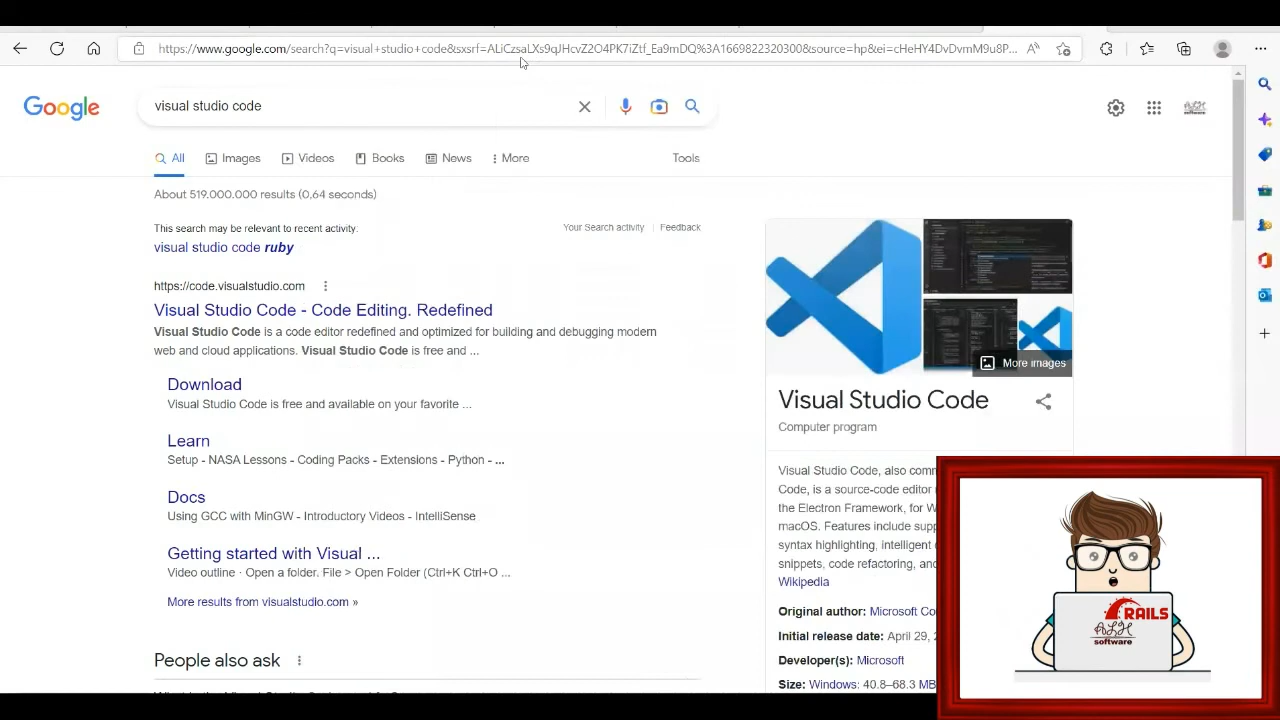 https://www.google.com/search?q=visual+studio+code&sxsrf=ALiCzsaLXs9qJHcvZ2O4PK7iZtf_Ea9mDQ%3A1669822320300&source=hp&ei=cHeHY4DvDvmM9u8P...
Google
visual studio code
All
Images
Videos
Books
News
More
Tools
About 519.000.000 results (0,64 seconds)
This search may be relevant to recent activity.
Your Search activity
Feedback
visual studio code ruby
https://code.visualstudio.com
Visual Studio Code - Code Editing. Redefined
Visual Studio Code is a code editor redefined and optimized for building and debugging modern
web and cloud applications. Visual Studio Code is free and ...
Download
Visual Studio Code is free and available on your favorite ...
Learn
Setup - NASA Lessons - Coding Packs - Extensions - Python - ...
Docs
Using GCC with MinGW - Introductory Videos - IntelliSense
Getting started with Visual ...
Video outline · Open a folder. File > Open Folder (Ctrl+K Ctrl+O ...
More results from visualstudio.com »
People also ask
More images
Visual Studio Code
Computer program
Visual Studio Code, also comm
Code, is a source-code editor
the Electron Framework, for W
macOS. Features include supp
syntax highlighting, intelligent
snippets, code refactoring, an
Wikipedia
Original author: Microsoft Co
Initial release date: April 29, 2
Developer(s): Microsoft
Size: Windows: 40.8–68.3 MB
RAILS
software